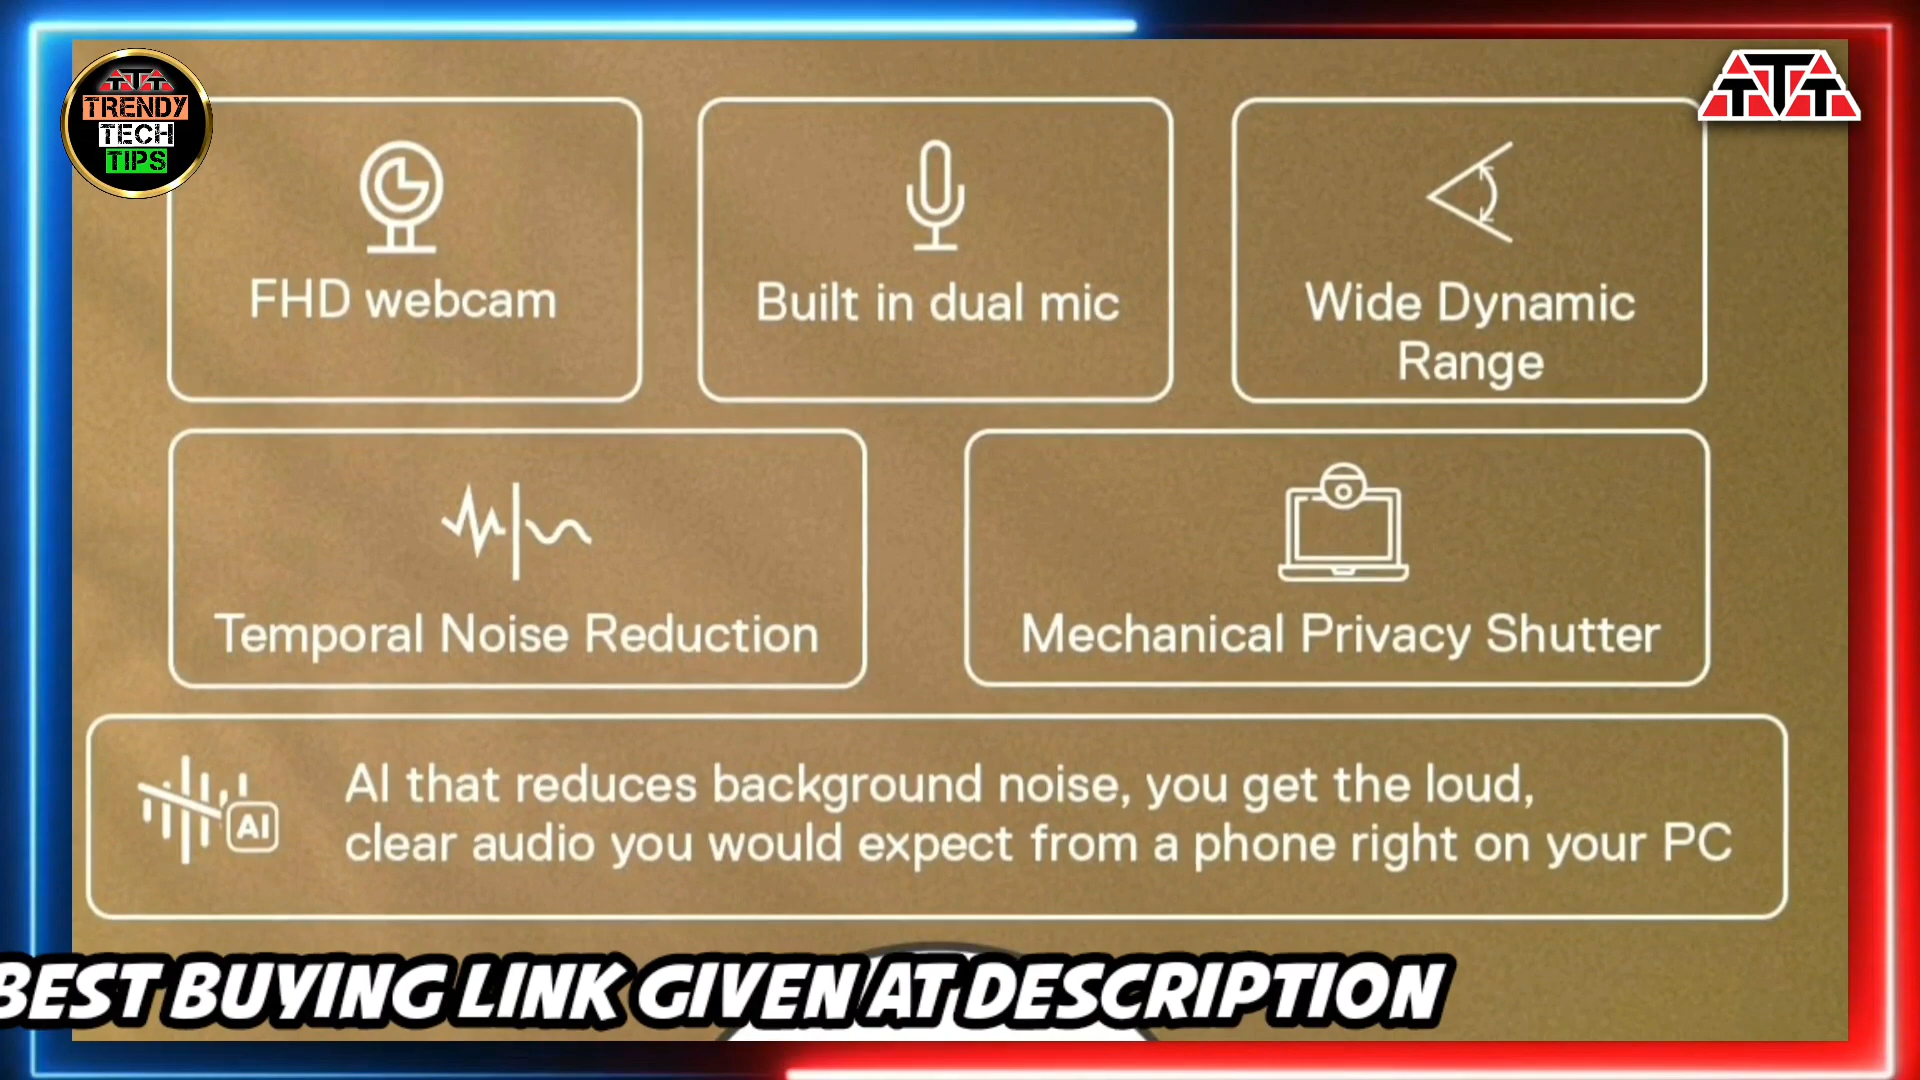 TTT
TRENDY
TECH
TIPS
TTT
FHD webcam
Built in dual mic
Wide Dynamic
Range
Temporal Noise Reduction
Mechanical Privacy Shutter
AI
AI that reduces background noise, you get the loud,
clear audio you would expect from a phone right on your PC
BEST BUYING LINK GIVEN AT DESCRIPTION